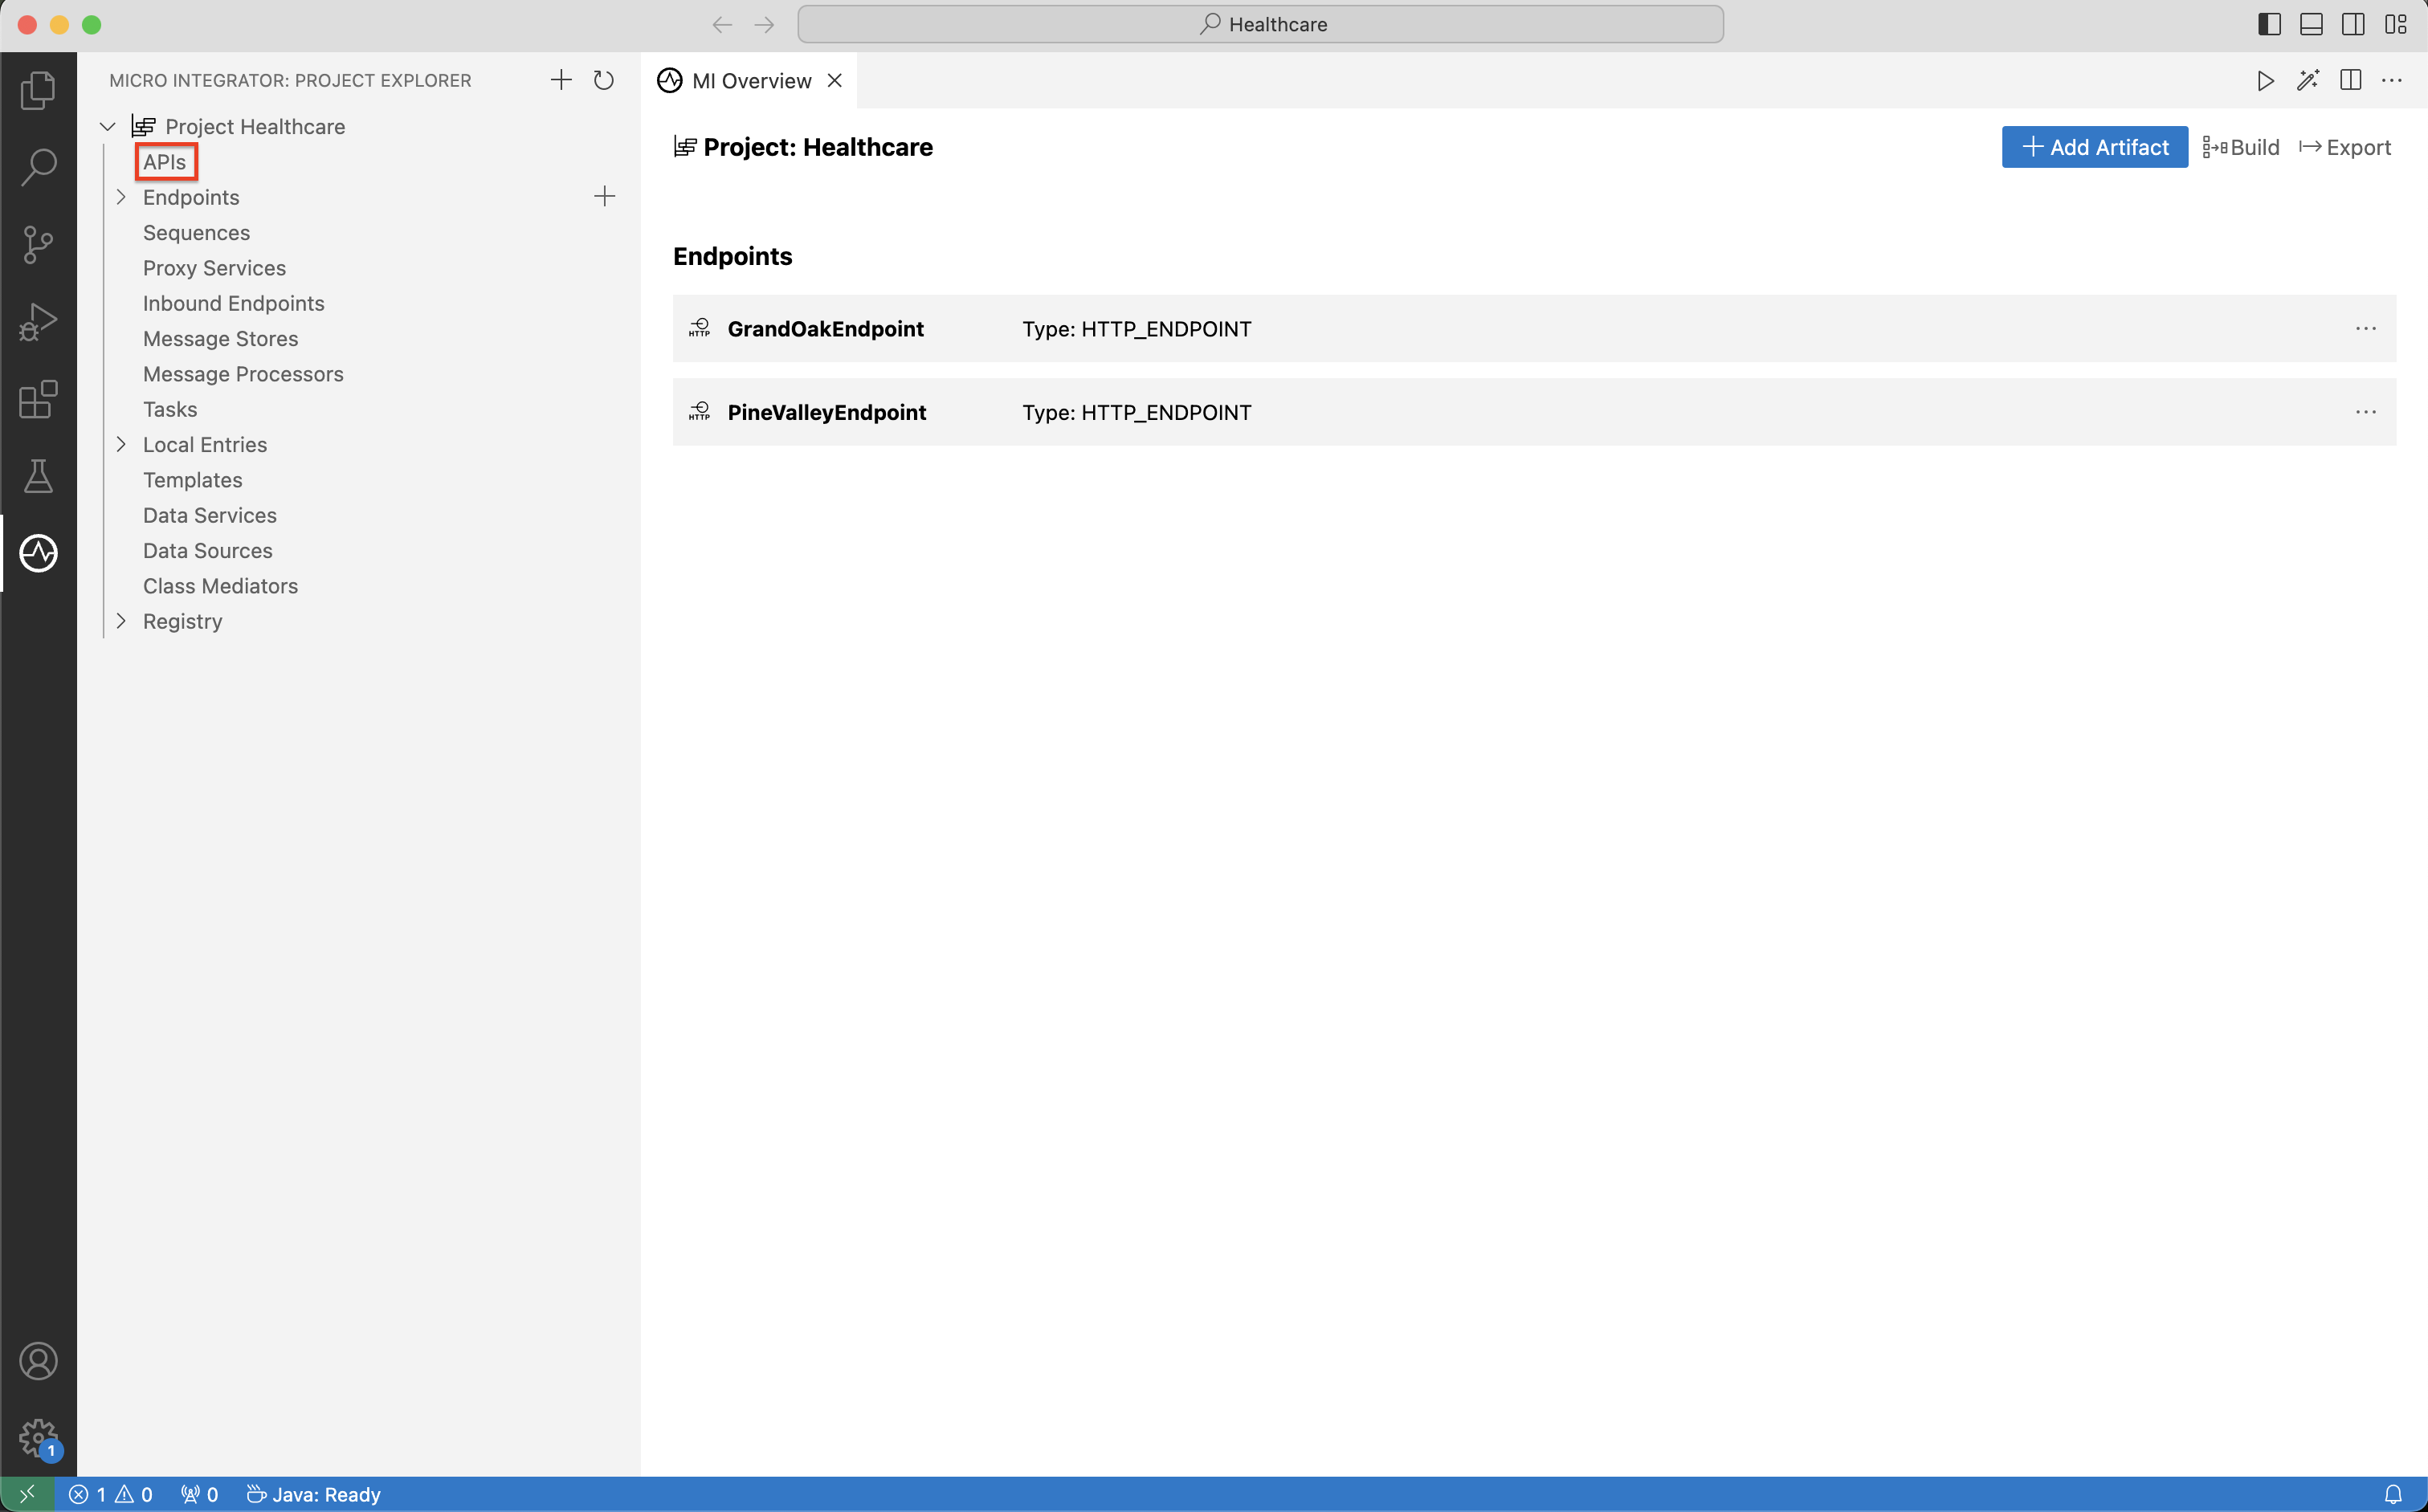 Healthcare
MICRO INTEGRATOR: PROJECT EXPLORER
Project Healthcare
APIs
Endpoints
Sequences
Proxy Services
Inbound Endpoints
Message Stores
Message Processors
Tasks
Local Entries
Templates
Data Services
Data Sources
Class Mediators
Registry
MI Overview
Project: Healthcare
Add Artifact
Build
Export
Endpoints
HTTP GrandOakEndpoint Type: HTTP_ENDPOINT
HTTP PineValleyEndpoint Type: HTTP_ENDPOINT
1
1 0 0 Java: Ready